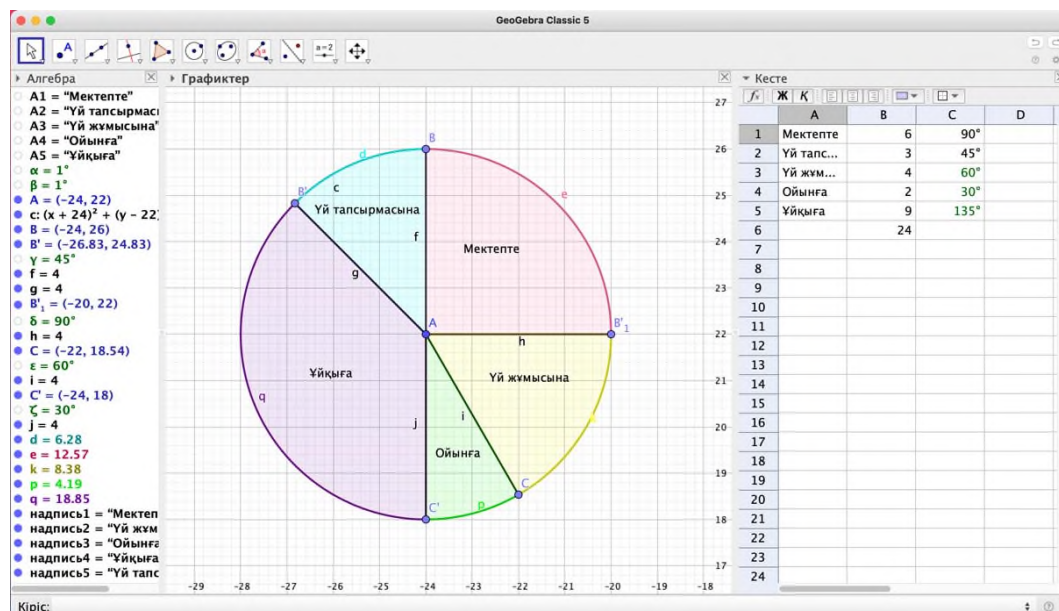 GeoGebra Classic 5
Алгебра
A1 = “Мектепте”
A2 = “Үй тапсырмас
A3 = “Үй жұмысына”
A4 = “Ойынға”
A5 = “Ұйқыға”
α = 1°
β = 1°
A = (−24, 22)
c: (x + 24)² + (y − 22)
B = (−24, 26)
B' = (−26.83, 24.83)
γ = 45°
f = 4
g = 4
B'₁ = (−20, 22)
δ = 90°
h = 4
C = (−22, 18.54)
ε = 60°
i = 4
C' = (−24, 18)
ζ = 30°
j = 4
d = 6.28
e = 12.57
k = 8.38
p = 4.19
q = 18.85
надпись1 = “Мектеп
надпись2 = “Үй жұм
надпись3 = “Ойынға
надпись4 = “Ұйқыға
надпись5 = “Үй тапс
Графиктер
B
d
B'
c
e
Үй тапсырмасына
f
Мектепте
g
A
B'₁
h
Ұйқыға
Үй жұмысына
q
i
j
k
Ойынға
C
p
C'
27
26
25
24
23
22
21
20
19
18
17
−29 −28 −27 −26 −25 −24 −23 −22 −21 −20 −19 −18
Кесте
fx Ж Қ
A B C D
1 Мектепте 6 90°
2 Үй тапс... 3 45°
3 Үй жұм... 4 60°
4 Ойынға 2 30°
5 Ұйқыға 9 135°
6 24
7
8
9
10
11
12
13
14
15
16
17
18
19
20
21
22
23
24
Кіріс: